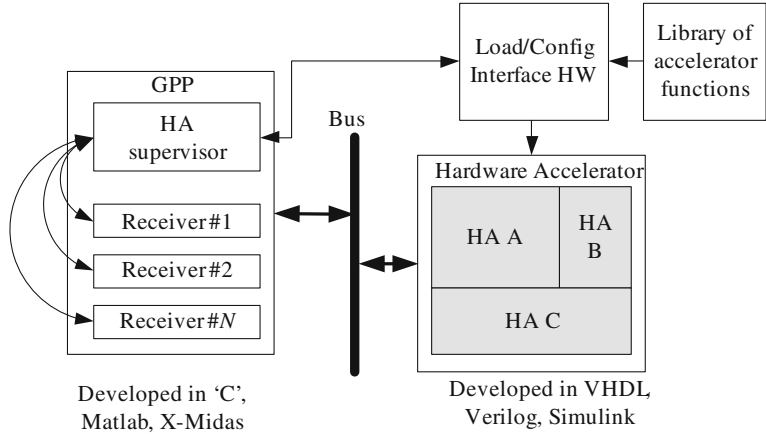 Load/Config
Interface HW
Library of
accelerator
functions
GPP
HA
supervisor
Receiver#1
Receiver#2
Receiver#N
Bus
Hardware Accelerator
HA A
HA
B
HA C
Developed in ‘C’,
Matlab, X-Midas
Developed in VHDL,
Verilog, Simulink